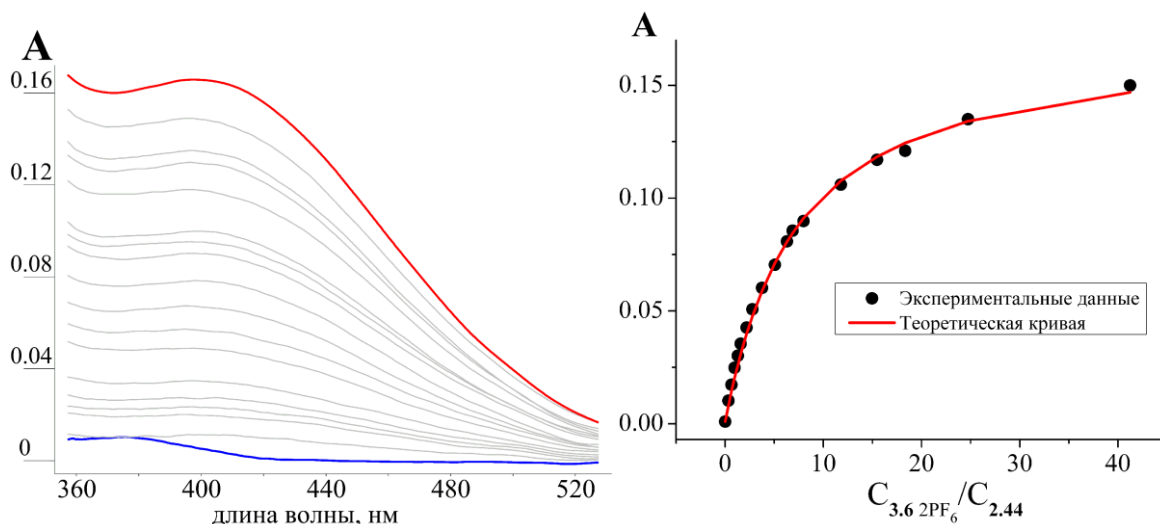 A
0.16
0.12
0.08
0.04
0
360 400 440 480 520
длина волны, нм
A
0.15
0.10
0.05
0.00
Экспериментальные данные
Теоретическая кривая
0 10 20 30 40
C3.6 2PF6/C2.44